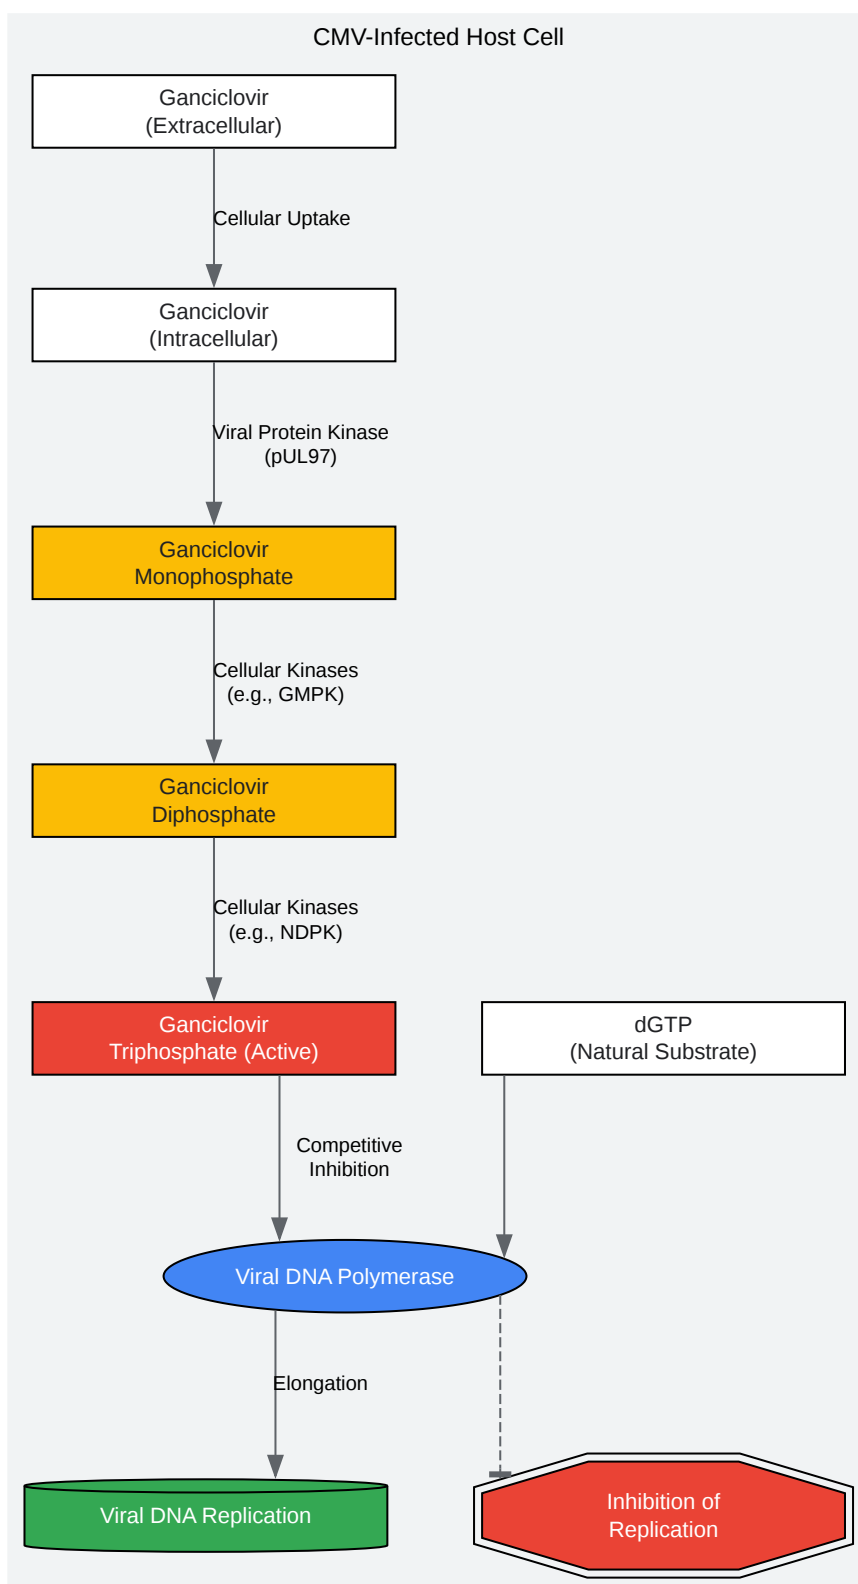 CMV-Infected Host Cell
Ganciclovir
(Extracellular)
Cellular Uptake
Ganciclovir
(Intracellular)
Viral Protein Kinase
(pUL97)
Ganciclovir
Monophosphate
Cellular Kinases
(e.g., GMPK)
Ganciclovir
Diphosphate
Cellular Kinases
(e.g., NDPK)
Ganciclovir
Triphosphate (Active)
dGTP
(Natural Substrate)
Competitive
Inhibition
Viral DNA Polymerase
Elongation
Viral DNA Replication
Inhibition of
Replication